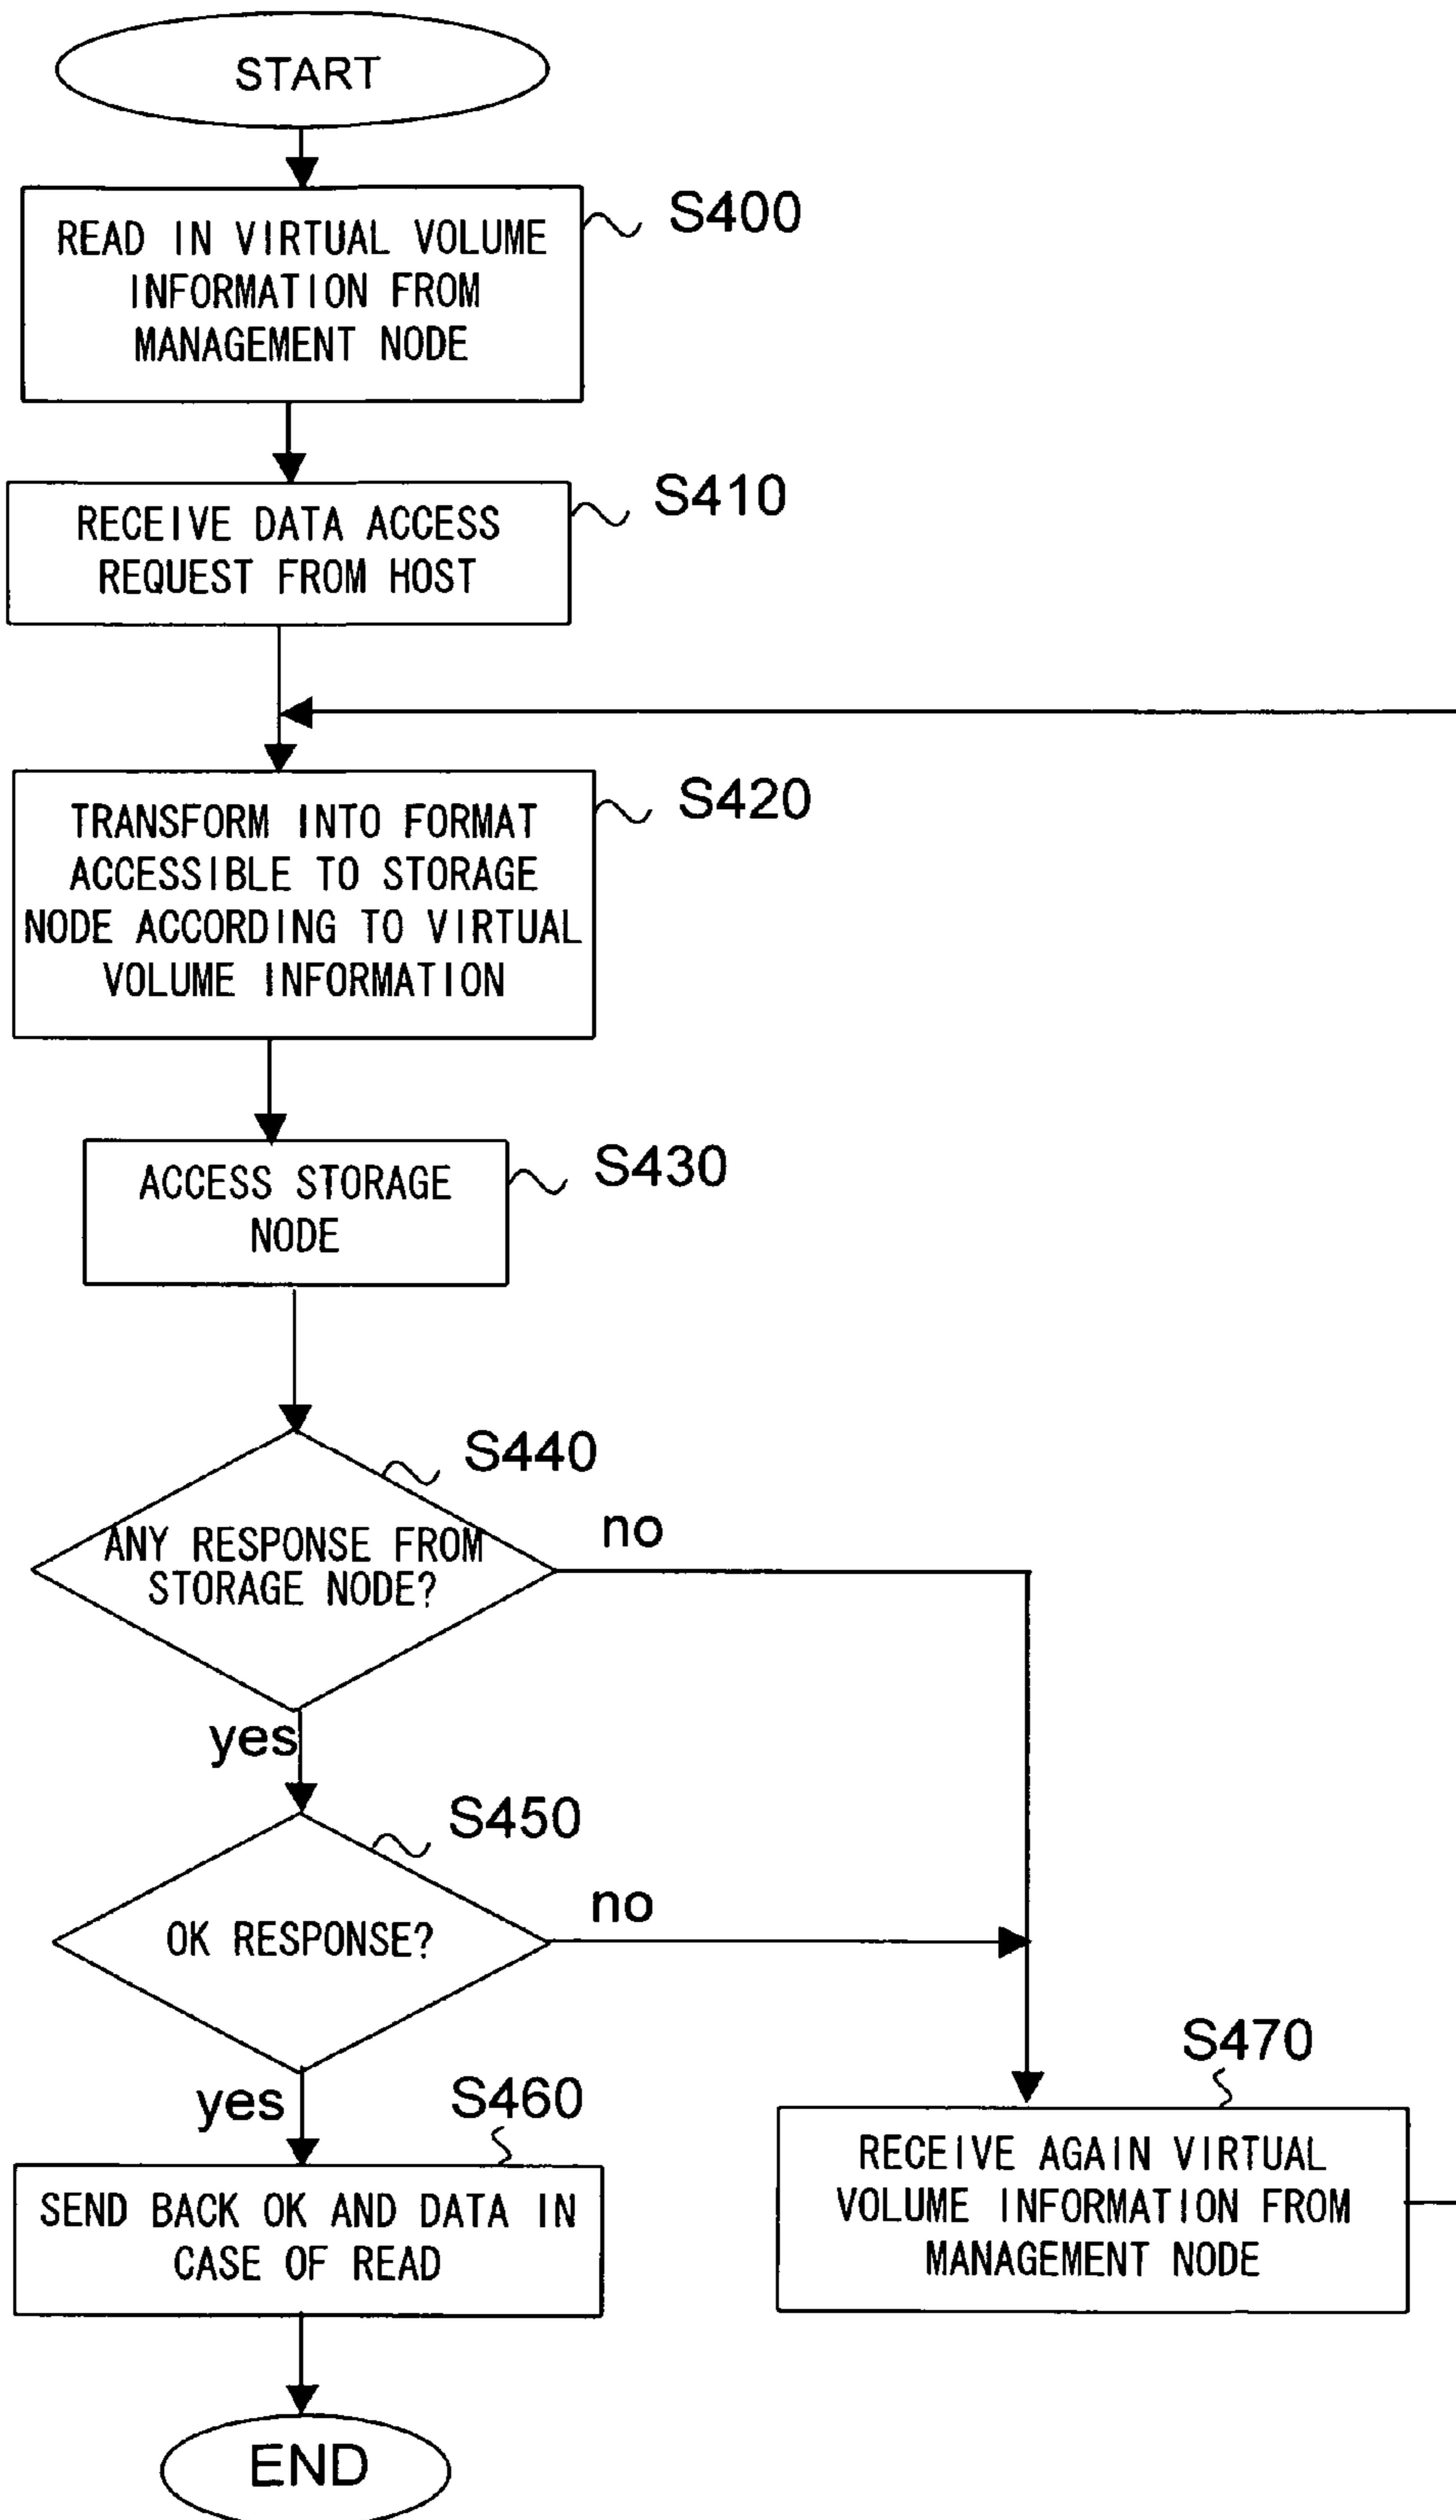 START
READ IN VIRTUAL VOLUME
INFORMATION FROM
MANAGEMENT NODE
S400
RECEIVE DATA ACCESS
REQUEST FROM HOST
S410
TRANSFORM INTO FORMAT
ACCESSIBLE TO STORAGE
NODE ACCORDING TO VIRTUAL
VOLUME INFORMATION
S420
ACCESS STORAGE
NODE
S430
S440
ANY RESPONSE FROM
STORAGE NODE?
no
yes
S450
OK RESPONSE?
no
yes
S460
SEND BACK OK AND DATA IN
CASE OF READ
S470
RECEIVE AGAIN VIRTUAL
VOLUME INFORMATION FROM
MANAGEMENT NODE
END